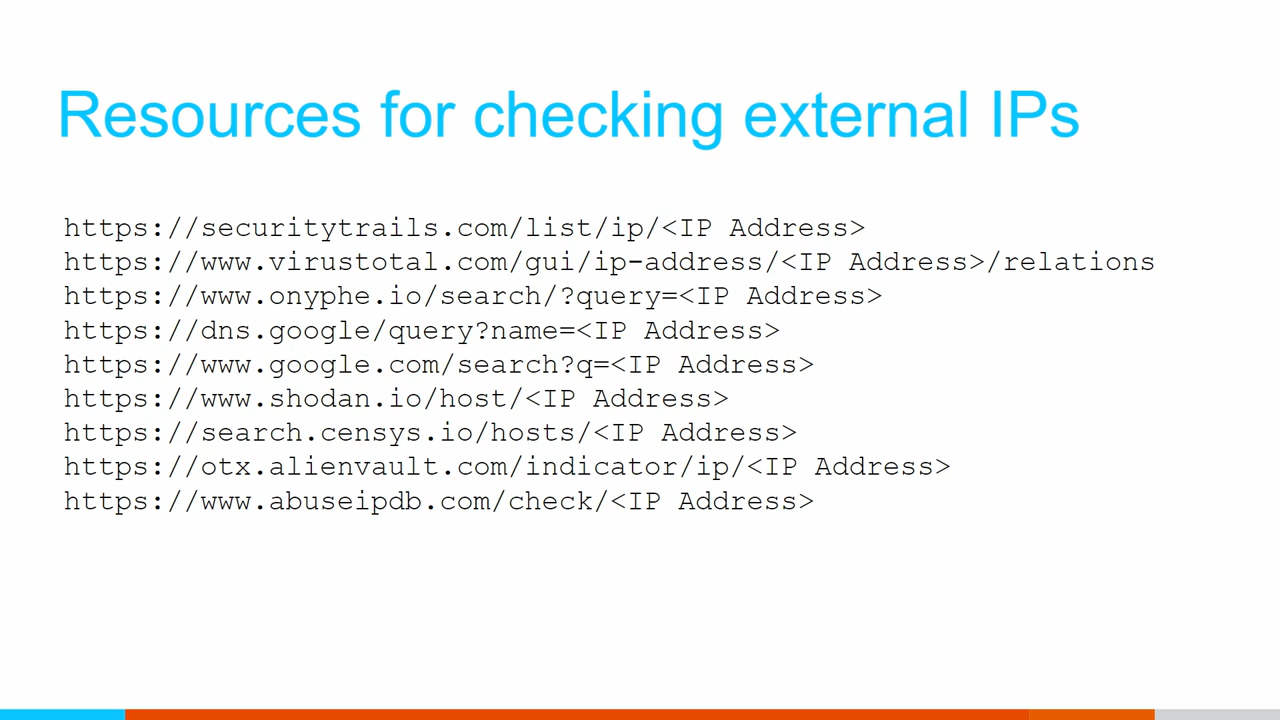 Resources for checking external IPs
https://securitytrails.com/list/ip/<IP Address>
https://www.virustotal.com/gui/ip-address/<IP Address>/relations
https://www.onyphe.io/search/?query=<IP Address>
https://dns.google/query?name=<IP Address>
https://www.google.com/search?q=<IP Address>
https://www.shodan.io/host/<IP Address>
https://search.censys.io/hosts/<IP Address>
https://otx.alienvault.com/indicator/ip/<IP Address>
https://www.abuseipdb.com/check/<IP Address>